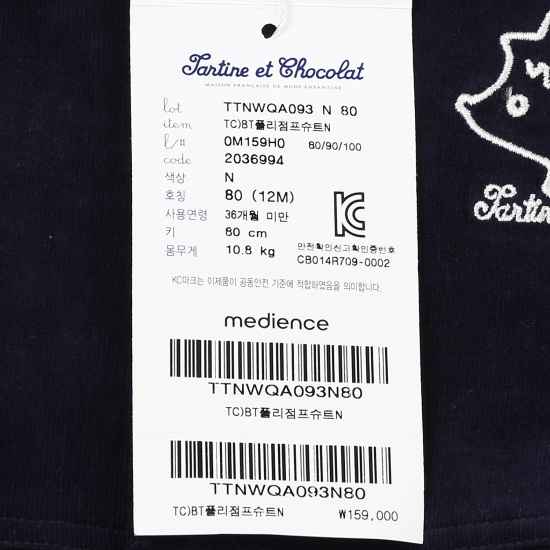 Tartine et Chocolat
MAISON FRANÇAISE DE MODE ENFANTINE
lot TTNWQA093 N 80
item TC)BT플리점프슈트N
f/# 0M159H0 80/90/100
code 2036994
색상 N
호칭 80 (12M)
사용연령 36개월 미만
키 80 cm
몸무게 10.8 kg
안전확인신고확인증번호
CB014R709-0002
KC마크는 이제품이 공통안전 기준에 적합하였음을 의미합니다.
medience
TTNWQA093N80
TC)BT플리점프슈트N
TTNWQA093N80
TC)BT플리점프슈트N ₩159,000
Tartine